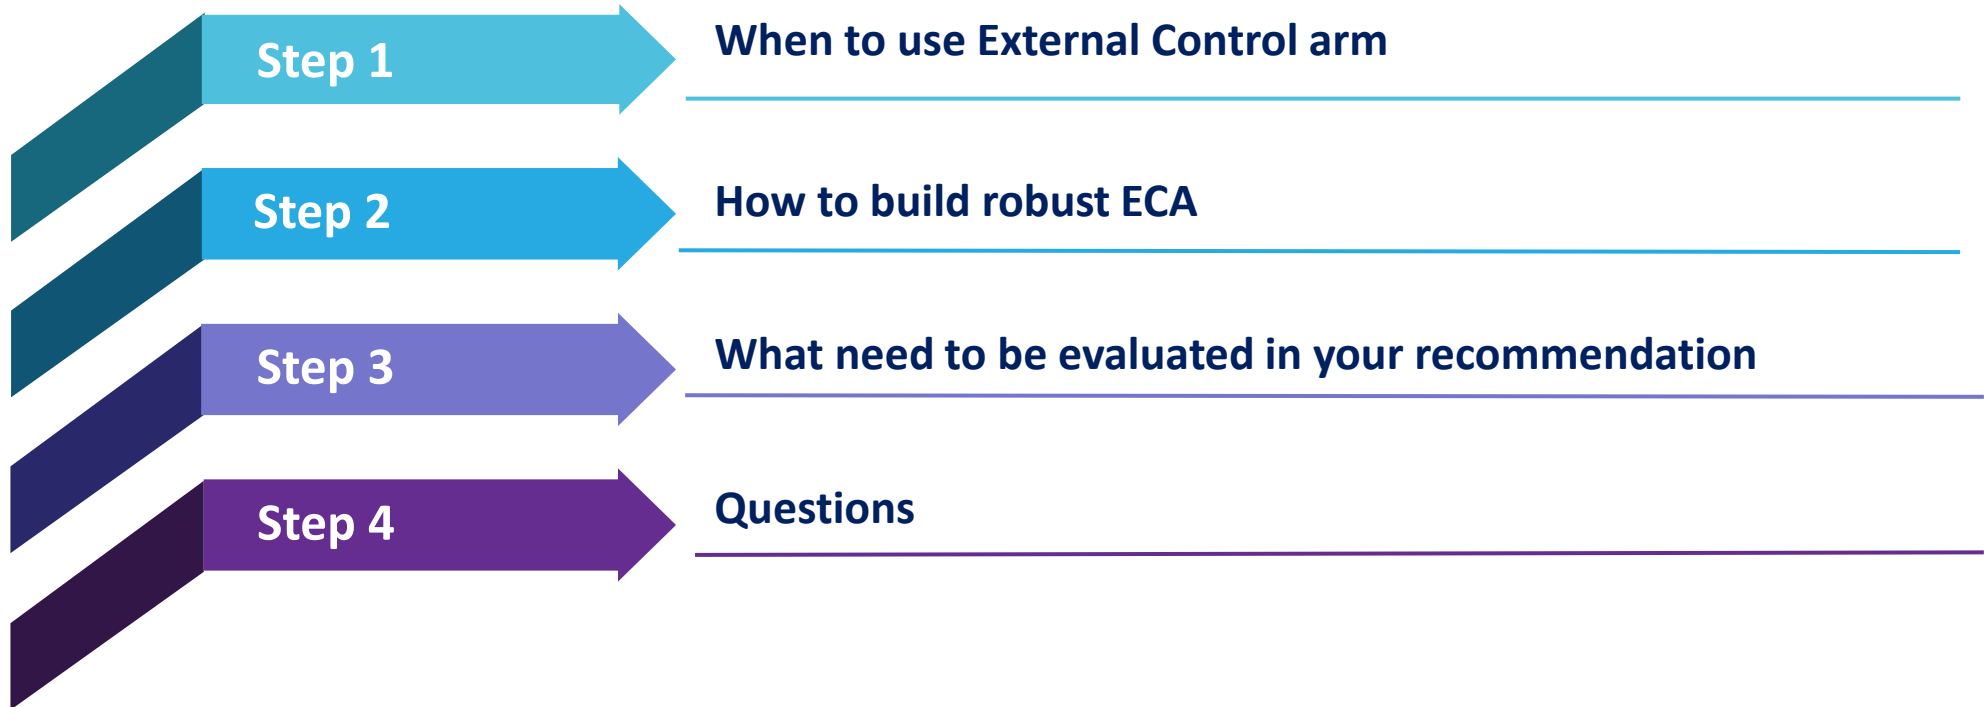 Step 1
When to use External Control arm
Step 2
How to build robust ECA
Step 3
What need to be evaluated in your recommendation
Step 4
Questions